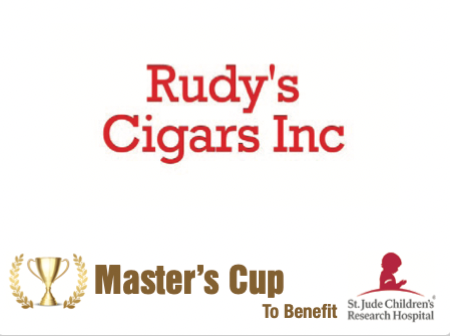 Rudy's
Cigars Inc
Master's Cup
To Benefit
St. Jude Children's®
Research Hospital